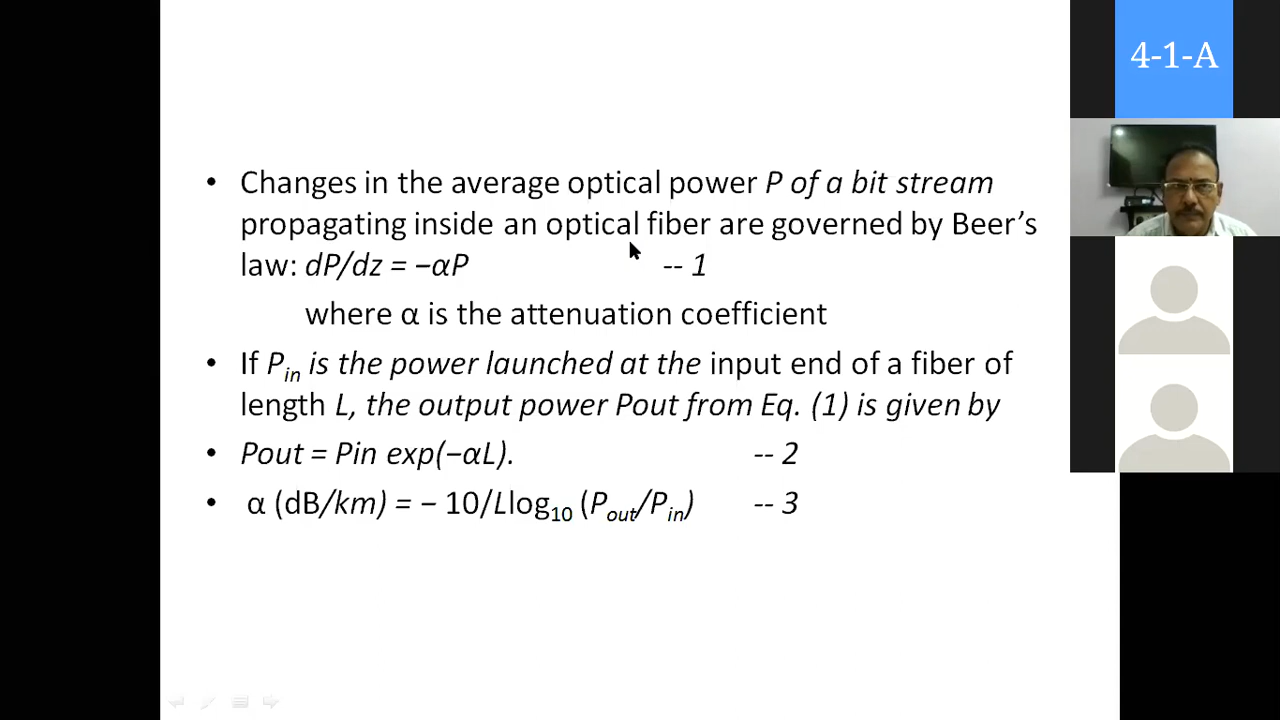 4-1-A
• Changes in the average optical power P of a bit stream
propagating inside an optical fiber are governed by Beer’s
law: dP/dz = −αP -- 1
where α is the attenuation coefficient
• If Pin is the power launched at the input end of a fiber of
length L, the output power Pout from Eq. (1) is given by
• Pout = Pin exp(−αL). -- 2
• α (dB/km) = − 10/Llog10 (Pout/Pin) -- 3